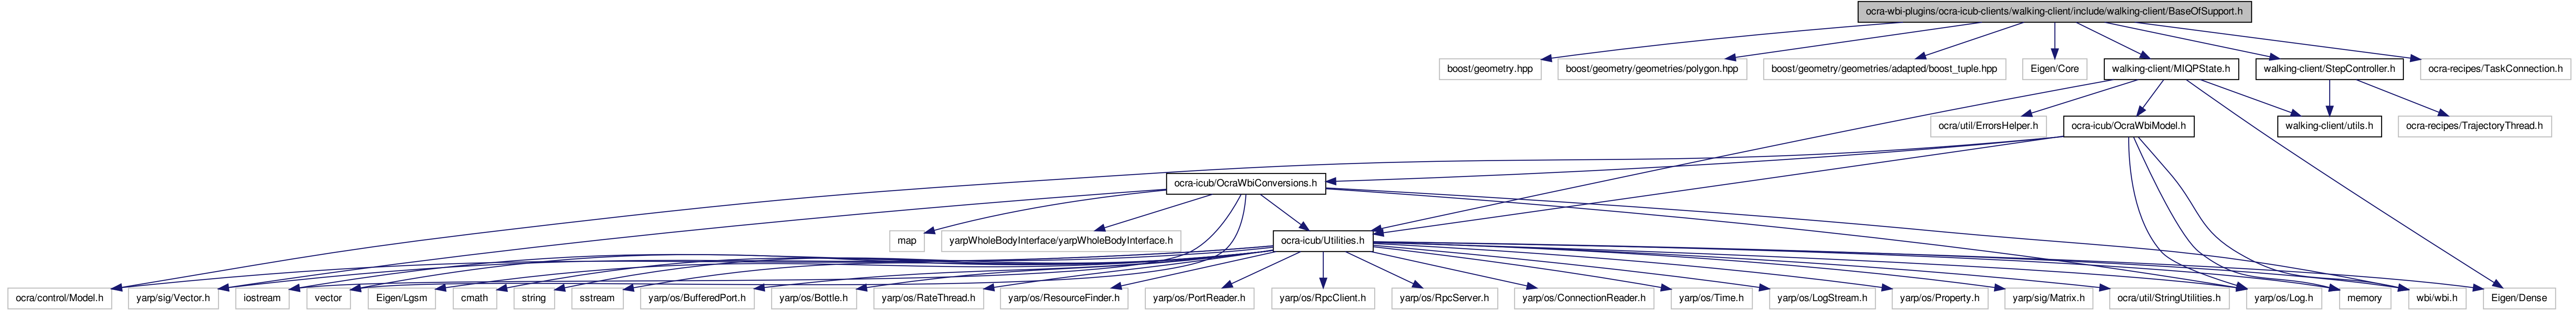 ocra-wbi-plugins/ocra-icub-clients/walking-client/include/walking-client/BaseOfSupport.h
boost/geometry.hpp
boost/geometry/geometries/polygon.hpp
boost/geometry/geometries/adapted/boost_tuple.hpp
Eigen/Core
walking-client/MIQPState.h
walking-client/StepController.h
ocra-recipes/TaskConnection.h
ocra/util/ErrorsHelper.h
ocra-icub/OcraWbiModel.h
walking-client/utils.h
ocra-recipes/TrajectoryThread.h
ocra-icub/OcraWbiConversions.h
map
yarpWholeBodyInterface/yarpWholeBodyInterface.h
ocra-icub/Utilities.h
ocra/control/Model.h
yarp/sig/Vector.h
iostream
vector
Eigen/Lgsm
cmath
string
sstream
yarp/os/BufferedPort.h
yarp/os/Bottle.h
yarp/os/RateThread.h
yarp/os/ResourceFinder.h
yarp/os/PortReader.h
yarp/os/RpcClient.h
yarp/os/RpcServer.h
yarp/os/ConnectionReader.h
yarp/os/Time.h
yarp/os/LogStream.h
yarp/os/Property.h
yarp/sig/Matrix.h
ocra/util/StringUtilities.h
yarp/os/Log.h
memory
wbi/wbi.h
Eigen/Dense